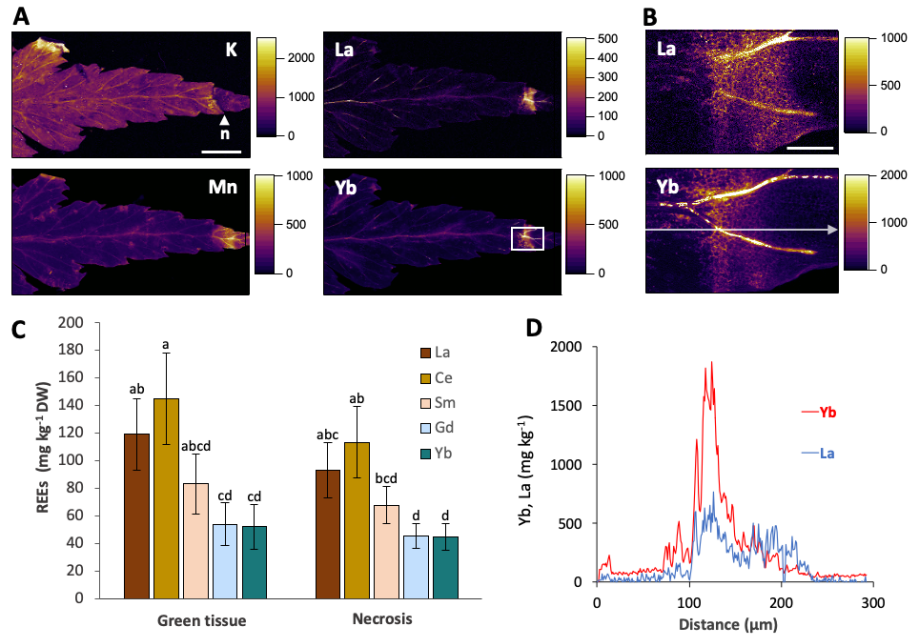 A
K
2000
1000
0
n
La
500
400
300
200
100
0
Mn
1000
500
0
Yb
1000
500
0
B
La
1000
500
0
Yb
2000
1000
0
C
REEs (mg kg⁻¹ DW)
200
180
160
140
120
100
80
60
40
20
0
ab
a
abcd
cd
cd
abc
ab
bcd
d
d
La
Ce
Sm
Gd
Yb
Green tissue
Necrosis
D
Yb, La (mg kg⁻¹)
2000
1500
1000
500
0
Yb
La
0
100
200
300
Distance (µm)